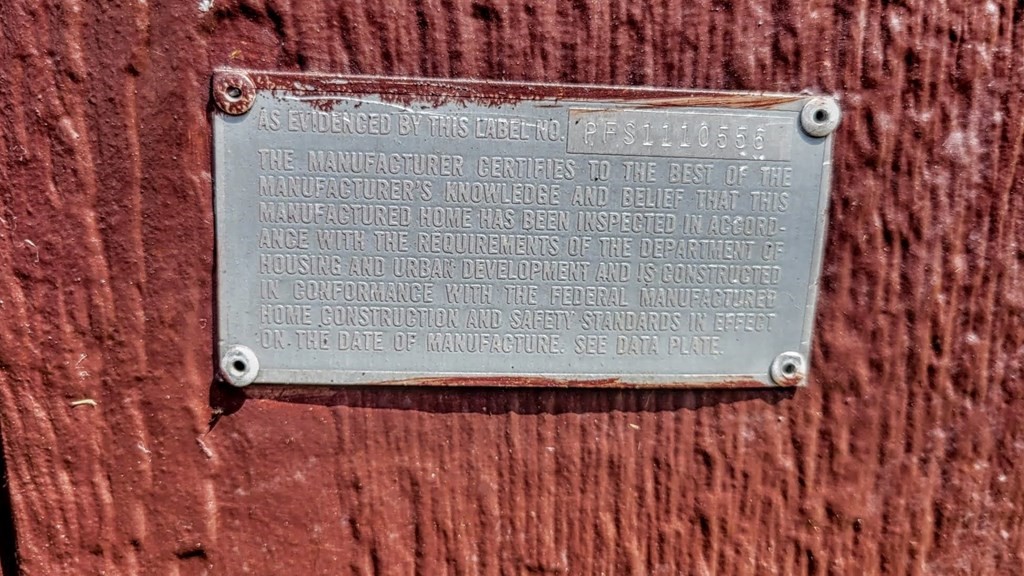 AS EVIDENCED BY THIS LABEL NO. PFS1110556
THE MANUFACTURER CERTIFIES TO THE BEST OF THE
MANUFACTURER'S KNOWLEDGE AND BELIEF THAT THIS
MANUFACTURED HOME HAS BEEN INSPECTED IN ACCORD-
ANCE WITH THE REQUIREMENTS OF THE DEPARTMENT OF
HOUSING AND URBAN DEVELOPMENT AND IS CONSTRUCTED
IN CONFORMANCE WITH THE FEDERAL MANUFACTURED
HOME CONSTRUCTION AND SAFETY STANDARDS IN EFFECT
ON THE DATE OF MANUFACTURE. SEE DATA PLATE.